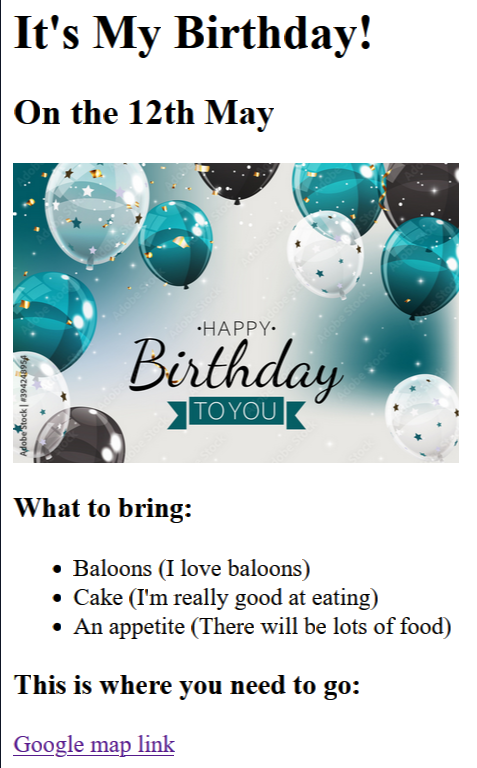 It's My Birthday!
On the 12th May
•HAPPY•
Birthday
TO YOU
Adobe Stock | #394248954
What to bring:
• Baloons (I love baloons)
• Cake (I'm really good at eating)
• An appetite (There will be lots of food)
This is where you need to go:
Google map link